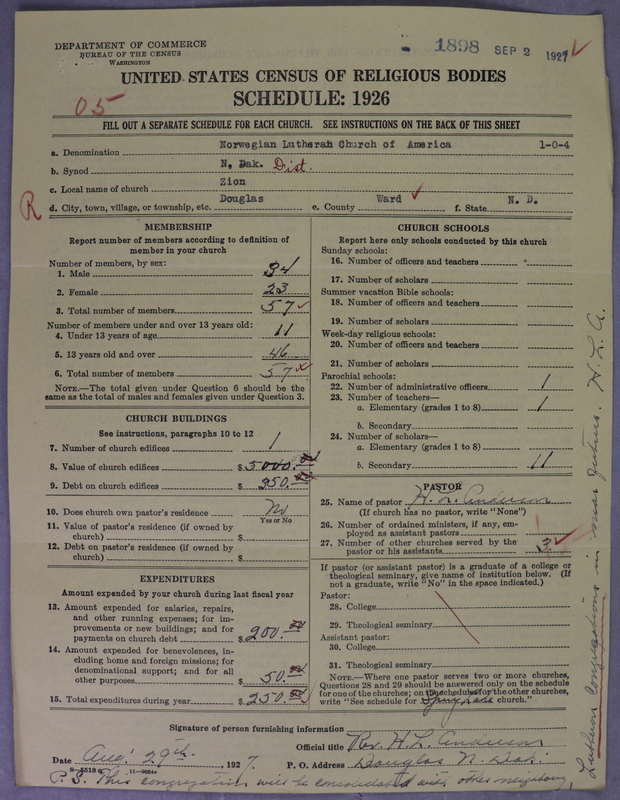 DEPARTMENT OF COMMERCE
BUREAU OF THE CENSUS
WASHINGTON
1898 SEP 2 1927
UNITED STATES CENSUS OF RELIGIOUS BODIES
SCHEDULE: 1926
05
FILL OUT A SEPARATE SCHEDULE FOR EACH CHURCH. SEE INSTRUCTIONS ON THE BACK OF THIS SHEET
a. Denomination Norwegian Lutheran Church of America 1-0-4
b. Synod N, Dak. Dist.
c. Local name of church Zion
d. City, town, village, or township, etc. Douglas e. County Ward f. State N. D.
R
MEMBERSHIP
Report number of members according to definition of member in your church
Number of members, by sex:
1. Male 34
2. Female 23
3. Total number of members 57
Number of members under and over 13 years old:
4. Under 13 years of age 11
5. 13 years old and over 46
6. Total number of members 57
NOTE.—The total given under Question 6 should be the same as the total of males and females given under Question 3.
CHURCH BUILDINGS
See instructions, paragraphs 10 to 12
7. Number of church edifices 1
8. Value of church edifices $5000.
9. Debt on church edifices $350.
10. Does church own pastor's residence? No
Yes or No
11. Value of pastor's residence (if owned by church) $
12. Debt on pastor's residence (if owned by church) $
EXPENDITURES
Amount expended by your church during last fiscal year
13. Amount expended for salaries, repairs, and other running expenses; for improvements or new buildings; and for payments on church debt $200.
14. Amount expended for benevolences, including home and foreign missions; for denominational support; and for all other purposes $50.
15. Total expenditures during year $250.
CHURCH SCHOOLS
Report here only schools conducted by this church
Sunday schools:
16. Number of officers and teachers
17. Number of scholars
Summer vacation Bible schools:
18. Number of officers and teachers
19. Number of scholars
Week-day religious schools:
20. Number of officers and teachers
21. Number of scholars
Parochial schools:
22. Number of administrative officers 1
23. Number of teachers—
a. Elementary (grades 1 to 8) 1
b. Secondary
24. Number of scholars—
a. Elementary (grades 1 to 8)
b. Secondary 11
PASTOR
25. Name of pastor H. L. Anderson
(If church has no pastor, write "None")
26. Number of ordained ministers, if any, employed as assistant pastors
27. Number of other churches served by the pastor or his assistants 3
If pastor (or assistant pastor) is a graduate of a college or theological seminary, give name of institution below. (If not a graduate, write "No" in the space indicated.)
Pastor:
28. College
29. Theological seminary
Assistant pastor:
30. College
31. Theological seminary
NOTE.—Where one pastor serves two or more churches, Questions 28 and 29 should be answered only on the schedule for one of the churches; on the schedules for the other churches, write "See schedule for Spring Lake church."
Signature of person furnishing information
Official title Rev. H. L. Anderson
Date Aug. 29th, 1927. P. O. Address Douglas N. Dak.
P. S. This congregation will be consolidated with other neighboring
Lutheran congregations in near future. H. L. A.